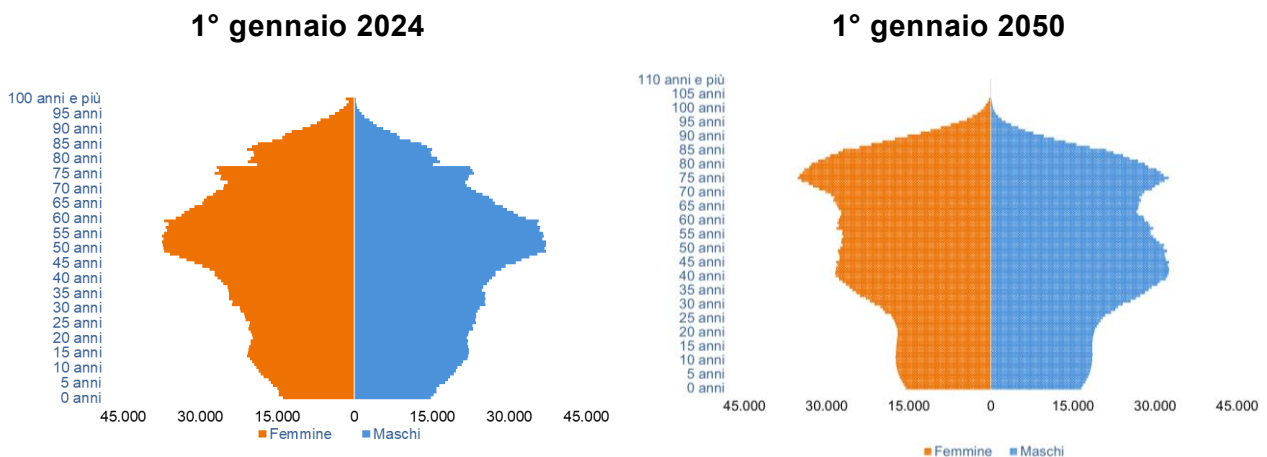 1° gennaio 2024
100 anni e più
95 anni
90 anni
85 anni
80 anni
75 anni
70 anni
65 anni
60 anni
55 anni
50 anni
45 anni
40 anni
35 anni
30 anni
25 anni
20 anni
15 anni
10 anni
5 anni
0 anni
45.000 30.000 15.000 0 15.000 30.000 45.000
Femmine Maschi
1° gennaio 2050
110 anni e più
105 anni
100 anni
95 anni
90 anni
85 anni
80 anni
75 anni
70 anni
65 anni
60 anni
55 anni
50 anni
45 anni
40 anni
35 anni
30 anni
25 anni
20 anni
15 anni
10 anni
5 anni
0 anni
45.000 30.000 15.000 0 15.000 30.000 45.000
Femmine Maschi